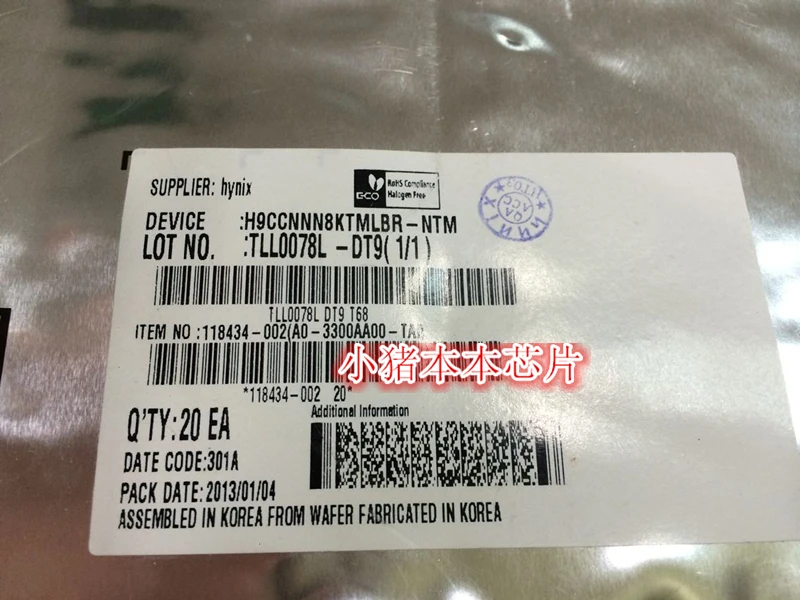 SUPPLIER: hynix
ECO
RoHS Compliance
Halogen Free
DEVICE :H9CCNNN8KTMLBR-NTM
LOT NO. :TLL0078L -DT9(1/1)
TLL0078L DT9 T68
ITEM NO :118434-002(A0-3300AA00-TA
小猪本本芯片
*118434-002 20*
Q'TY:20 EA
Additional Information
DATE CODE:301A
PACK DATE:2013/01/04
ASSEMBLED IN KOREA FROM WAFER FABRICATED IN KOREA